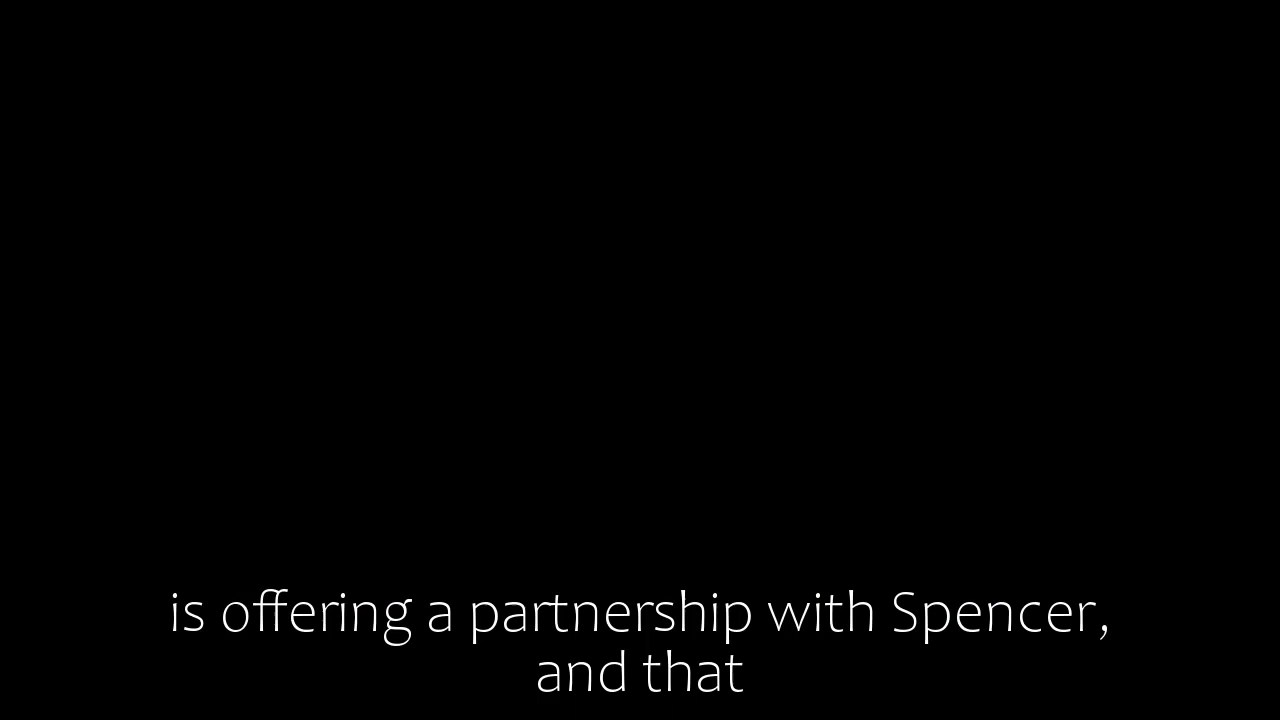 is offering a partnership with Spencer,
and that